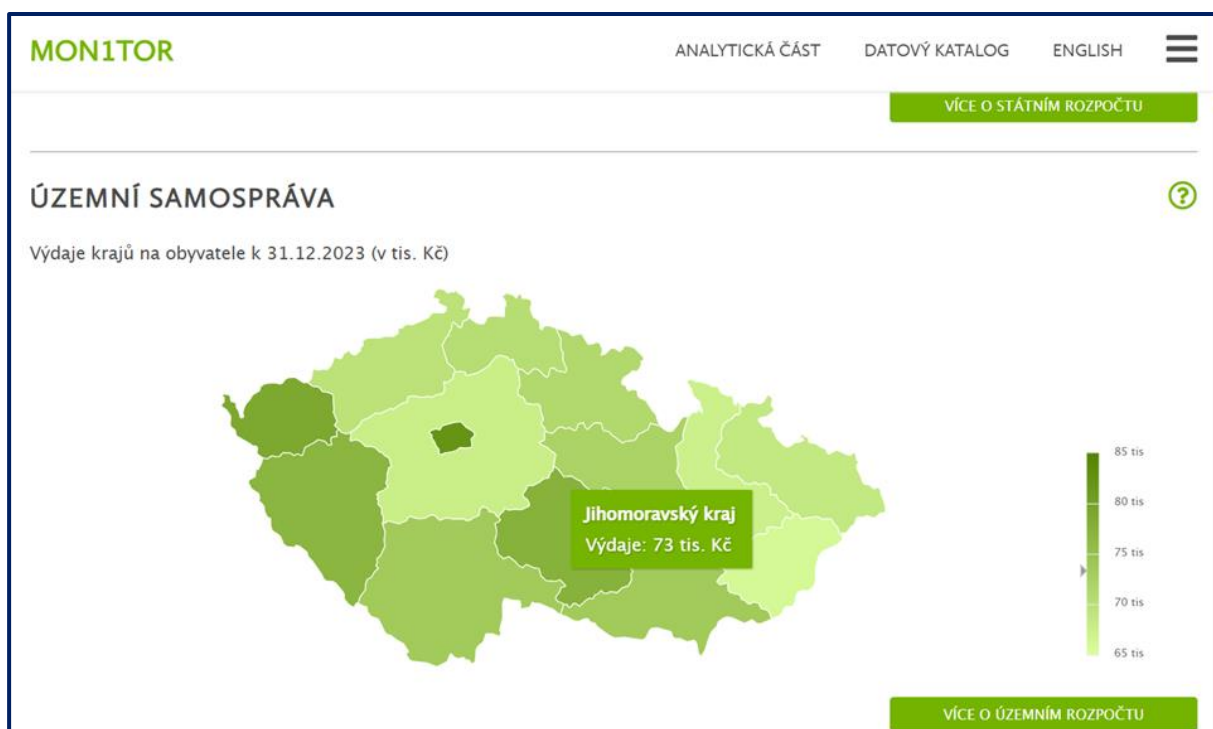 MON1TOR
ANALYTICKÁ ČÁST
DATOVÝ KATALOG
ENGLISH
VÍCE O STÁTNÍM ROZPOČTU
ÚZEMNÍ SAMOSPRÁVA
?
Výdaje krajů na obyvatele k 31.12.2023 (v tis. Kč)
Jihomoravský kraj
Výdaje: 73 tis. Kč
85 tis
80 tis
75 tis
70 tis
65 tis
VÍCE O ÚZEMNÍM ROZPOČTU